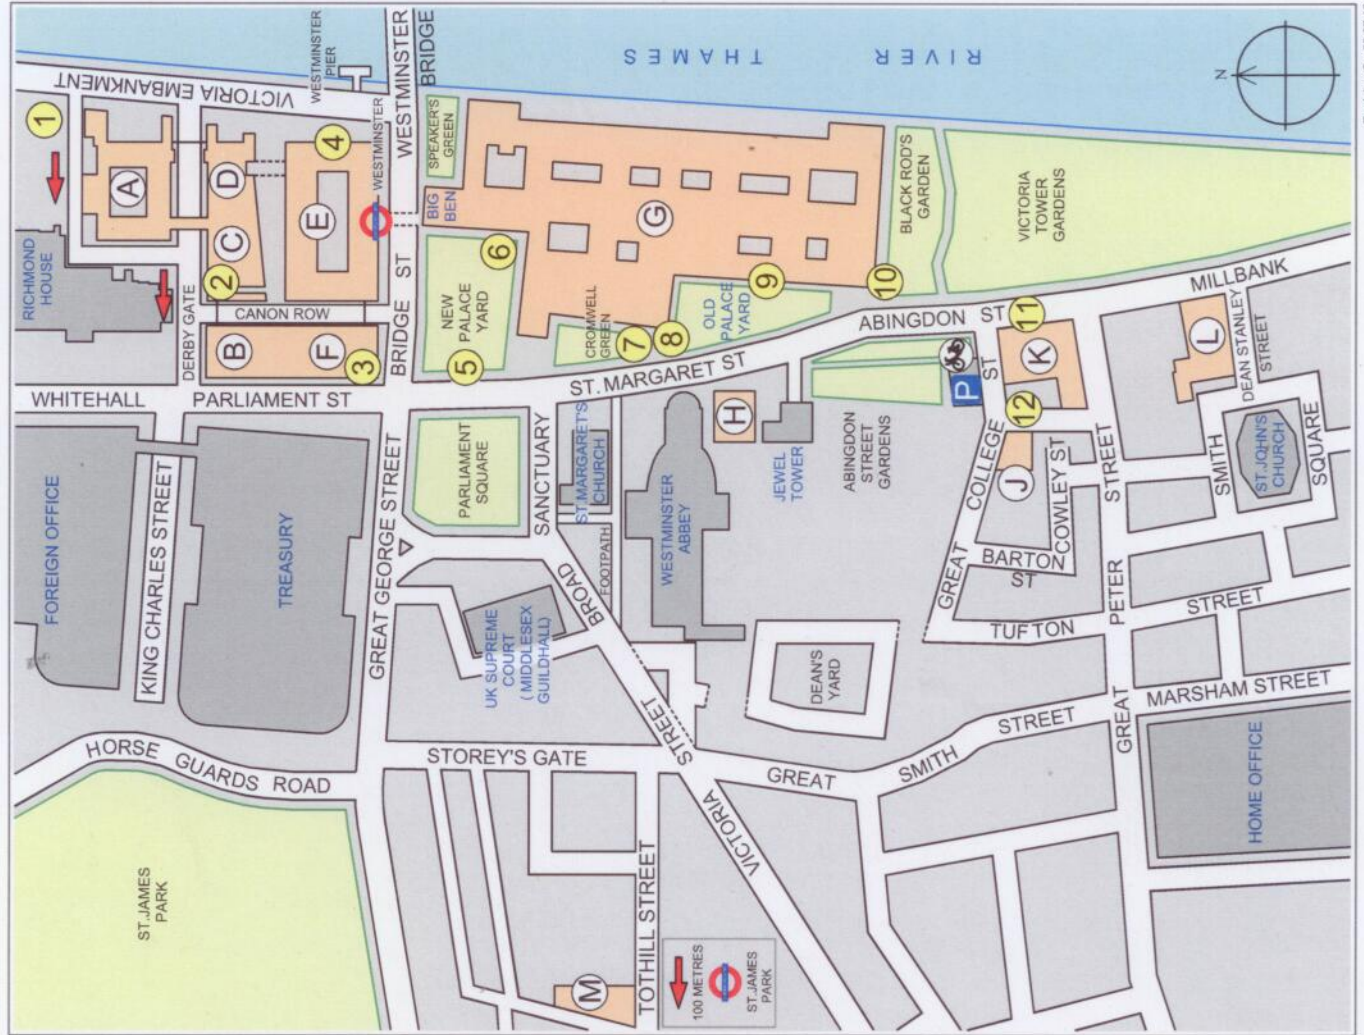 RIVER THAMES
N
VICTORIA EMBANKMENT
WESTMINSTER
PIER
WESTMINSTER
BRIDGE
WESTMINSTER
SPEAKER'S
GREEN
BIG
BEN
BLACK ROD'S
GARDEN
VICTORIA
TOWER
GARDENS
1
A
D
4
C
E
2
G
6
9
10
RICHMOND
HOUSE
DERBY GATE
CANON ROW
B
F
3
BRIDGE ST
NEW
PALACE
YARD
5
CROMWELL
GREEN
7
8
OLD
PALACE
YARD
ABINGDON ST
11
MILLBANK
WHITEHALL
PARLIAMENT ST
ST. MARGARET ST
K
L
DEAN STANLEY
STREET
P
12
H
J
FOREIGN OFFICE
KING CHARLES STREET
TREASURY
GREAT GEORGE STREET
PARLIAMENT
SQUARE
SANCTUARY
BROAD
ST.MARGARET'S
CHURCH
FOOTPATH
WESTMINSTER
ABBEY
JEWEL
TOWER
ABINGDON
STREET
GARDENS
GREAT COLLEGE ST
COWLEY ST
BARTON
ST
SMITH
SQUARE
ST.JOHN'S
CHURCH
UK SUPREME
COURT
( MIDDLESEX
GUILDHALL)
DEAN'S
YARD
TUFTON STREET
GREAT PETER STREET
MARSHAM STREET
HORSE GUARDS ROAD
STOREY'S GATE
GREAT SMITH STREET
VICTORIA STREET
HOME OFFICE
ST.JAMES
PARK
TOTHILL STREET
M
100 METRES
ST.JAMES
PARK